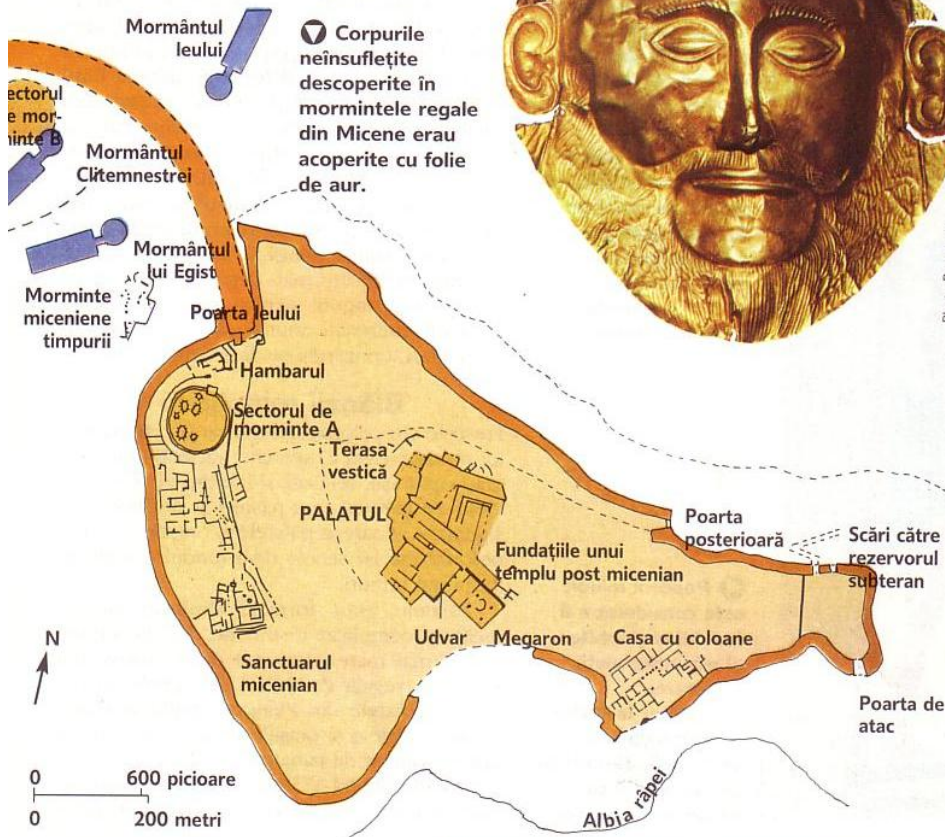 Mormântul
leului
Corpurile
neînsuflețite
descoperite în
mormintele regale
din Micene erau
acoperite cu folie
de aur.
ectorul
e mor-
inte B
Mormântul
Clitemnestrei
Mormântul
lui Egist
Morminte
miceniene
timpurii
Poarta leului
Hambarul
Sectorul de
morminte A
Terasa
vestică
PALATUL
Fundațiile unui
templu post micenian
Poarta
posterioară
Scări către
rezervorul
subteran
Udvar
Megaron
Casa cu coloane
Sanctuarul
micenian
Poarta de
atac
N
0 600 picioare
0 200 metri
Albia râpei